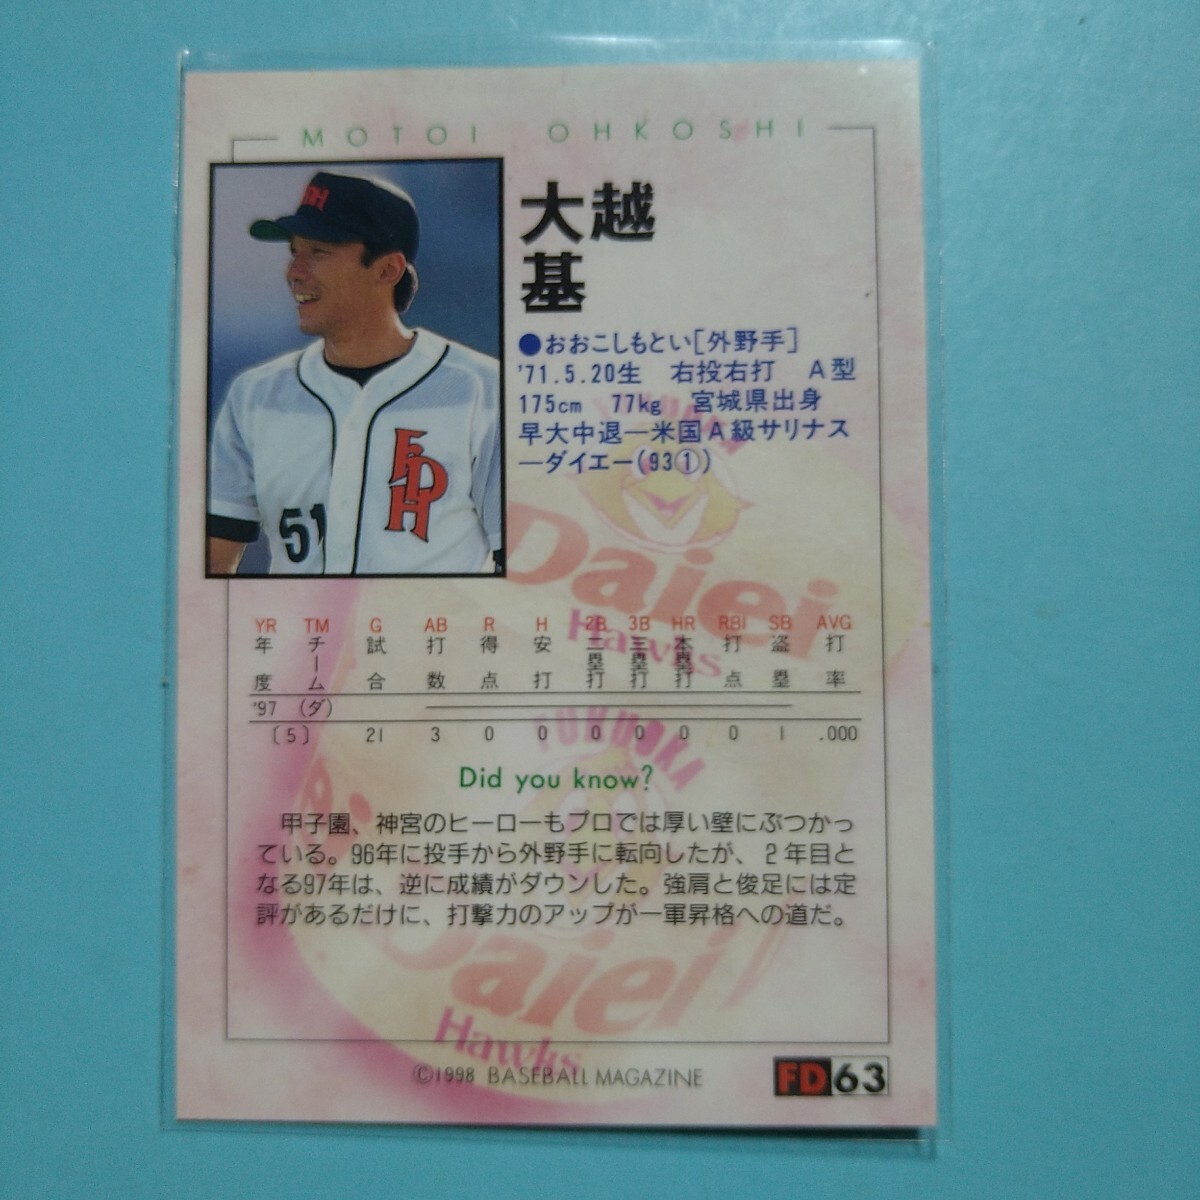 MOTOI OHKOSHI
大越
基
●おおこしもとい[外野手]
'71.5.20生 右投右打 A型
175cm 77kg 宮城県出身
早大中退―米国A級サリナス
―ダイエー(93①)
FDH
51
FUKUOKA
Daiei
Hawks
YR TM G AB R H 2B 3B HR RBI SB AVG
年度 チーム 試合 打数 得点 安打 二塁打 三塁打 本塁打 打点 盗塁 打率
'97 (ダ)
〔5〕 21 3 0 0 0 0 0 0 1 .000
FUKUOKA
Did you know?
甲子園、神宮のヒーローもプロでは厚い壁にぶつかっ
ている。96年に投手から外野手に転向したが、2年目と
なる97年は、逆に成績がダウンした。強肩と俊足には定
評があるだけに、打撃力のアップが一軍昇格への道だ。
Daiei
Hawks
©1998 BASEBALL MAGAZINE
FD63